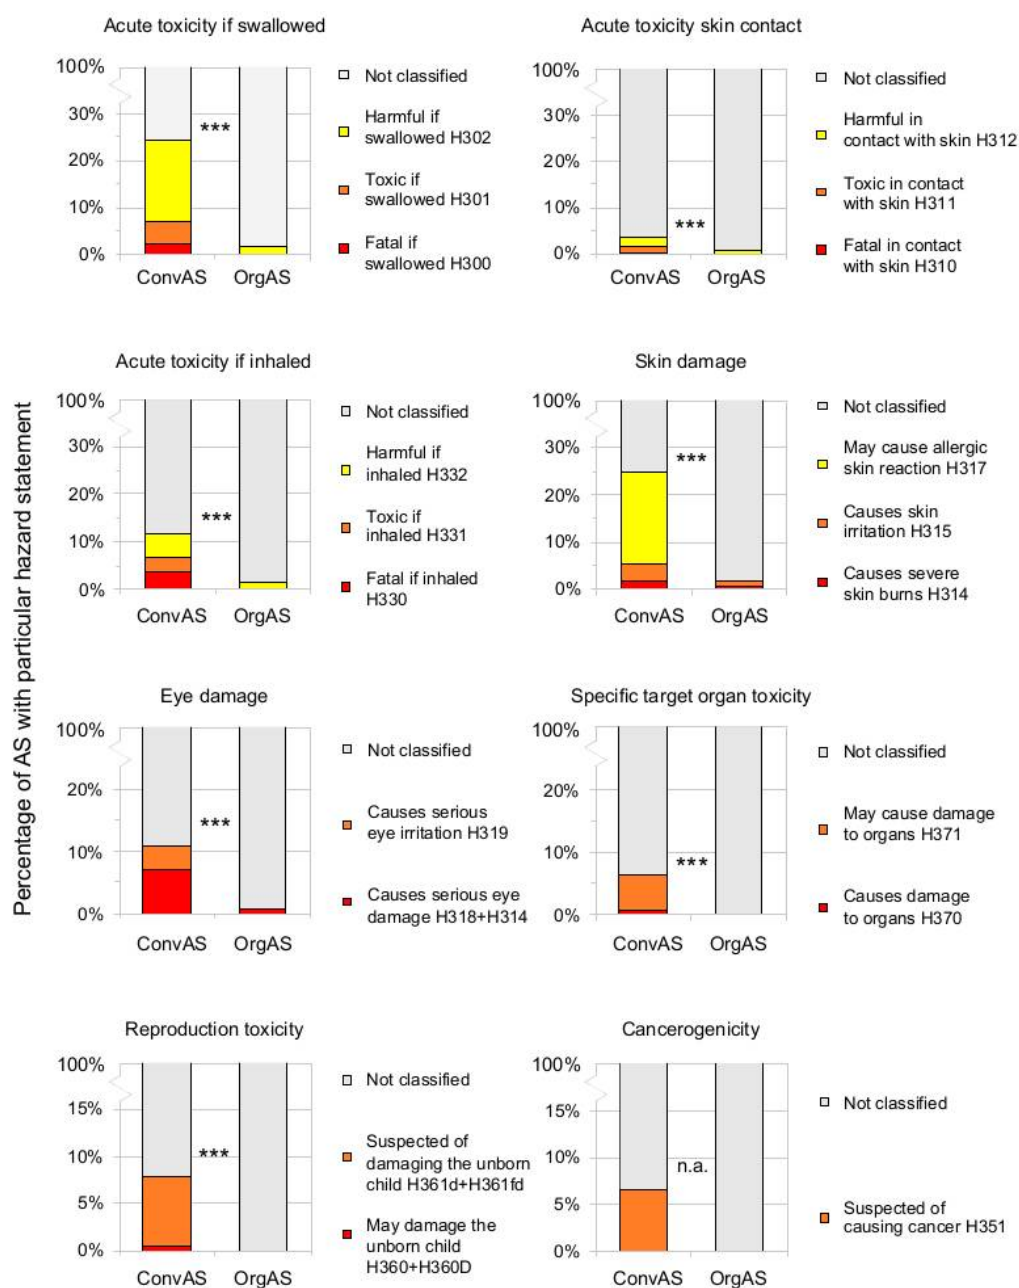 Percentage of AS with particular hazard statement
Acute toxicity if swallowed
100%
30%
20%
10%
0%
***
ConvAS
OrgAS
Not classified
Harmful if
swallowed H302
Toxic if
swallowed H301
Fatal if
swallowed H300
Acute toxicity skin contact
100%
30%
20%
10%
0%
***
ConvAS
OrgAS
Not classified
Harmful in
contact with skin H312
Toxic in contact
with skin H311
Fatal in contact
with skin H310
Acute toxicity if inhaled
100%
30%
20%
10%
0%
***
ConvAS
OrgAS
Not classified
Harmful if
inhaled H332
Toxic if
inhaled H331
Fatal if inhaled
H330
Skin damage
100%
30%
20%
10%
0%
***
ConvAS
OrgAS
Not classified
May cause allergic
skin reaction H317
Causes skin
irritation H315
Causes severe
skin burns H314
Eye damage
100%
20%
10%
0%
***
ConvAS
OrgAS
Not classified
Causes serious
eye irritation H319
Causes serious eye
damage H318+H314
Specific target organ toxicity
100%
20%
10%
0%
***
ConvAS
OrgAS
Not classified
May cause damage
to organs H371
Causes damage
to organs H370
Reproduction toxicity
100%
15%
10%
5%
0%
***
ConvAS
OrgAS
Not classified
Suspected of
damaging the unborn
child H361d+H361fd
May damage the
unborn child
H360+H360D
Cancerogenicity
100%
15%
10%
5%
0%
n.a.
ConvAS
OrgAS
Not classified
Suspected of
causing cancer H351